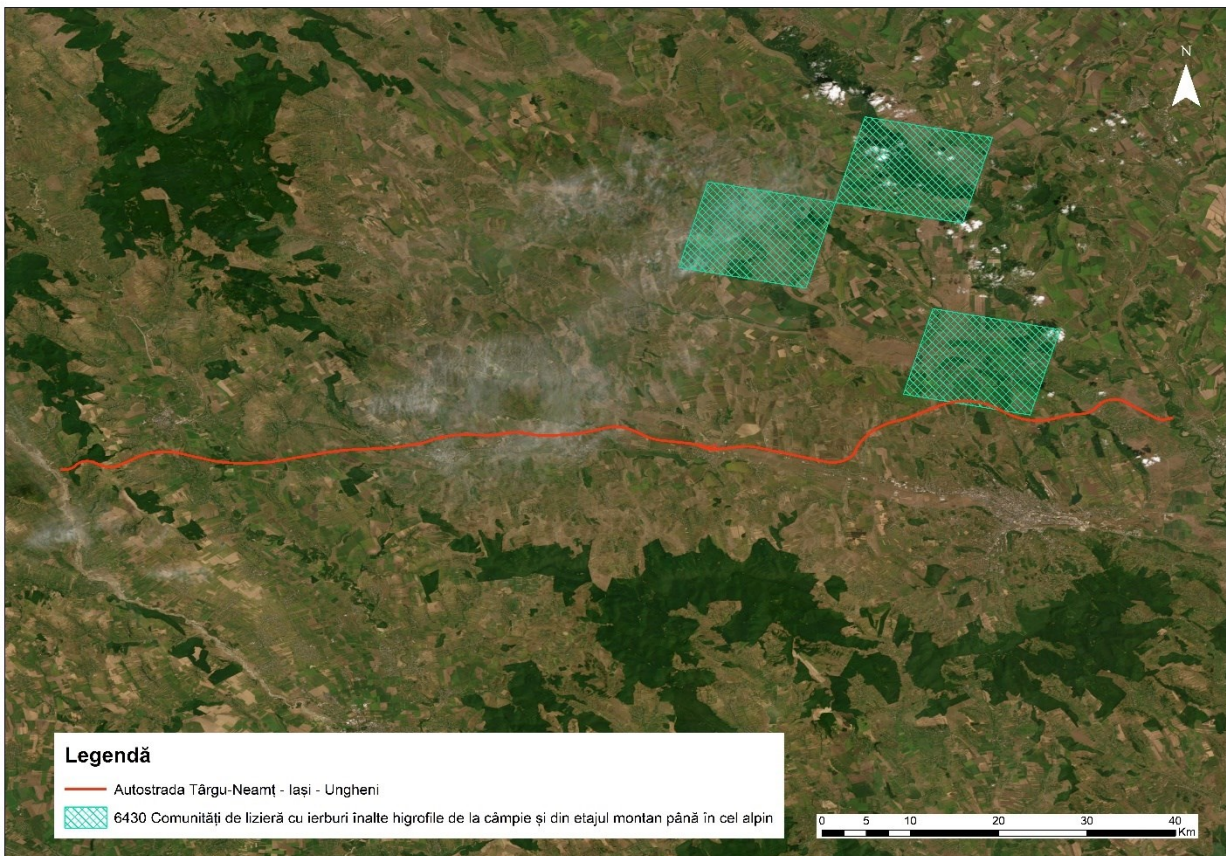 N
Legendă
Autostrada Târgu-Neamț - Iași - Ungheni
6430 Comunități de lizieră cu ierburi înalte higrofile de la câmpie și din etajul montan până în cel alpin
0 5 10 20 30 40
Km